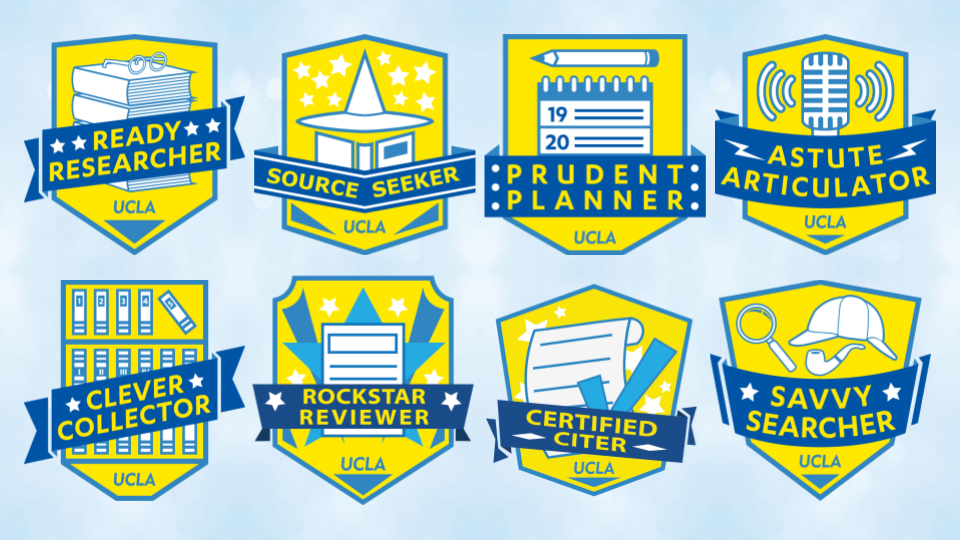 READY
RESEARCHER
UCLA
SOURCE SEEKER
UCLA
19
20
PRUDENT
PLANNER
UCLA
ASTUTE
ARTICULATOR
UCLA
1 2 3 4
CLEVER
COLLECTOR
UCLA
ROCKSTAR
REVIEWER
UCLA
CERTIFIED
CITER
UCLA
SAVVY
SEARCHER
UCLA